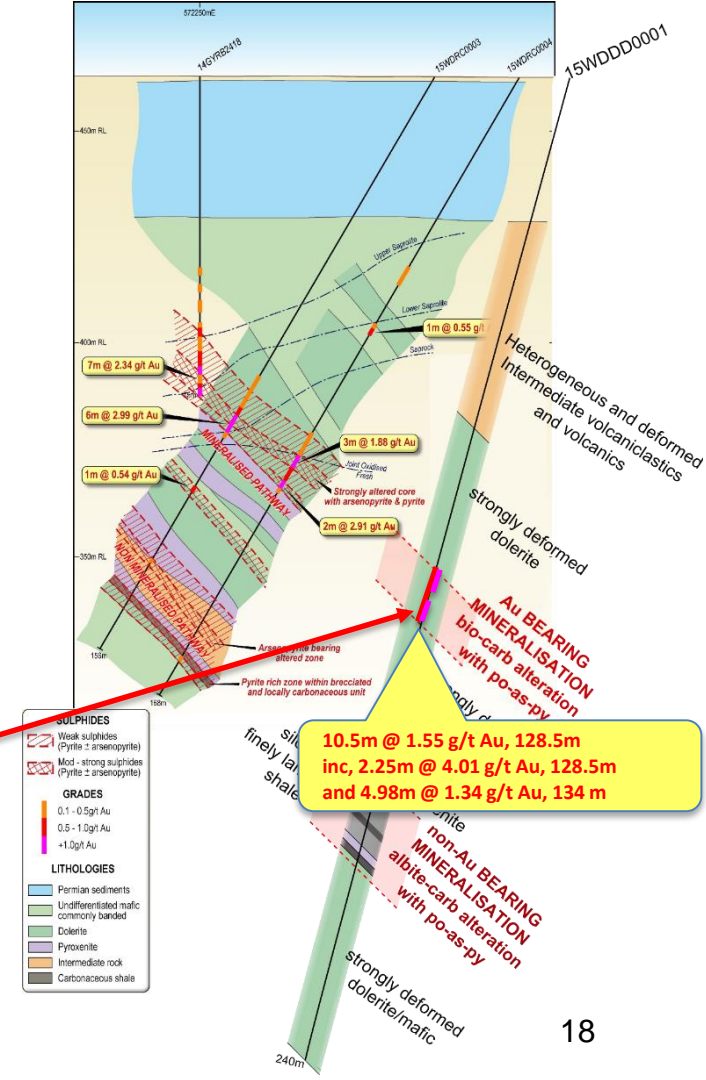 572250mE
14GYRB2418
15WDRC0003
15WDRC0004
15WDDD0001
450m RL
Upper Saprolite
Lower Saprolite
Saprock
400m RL
1m @ 0.55 g/t
7m @ 2.34 g/t Au
6m @ 2.99 g/t Au
3m @ 1.88 g/t Au
MINERALISED PATHWAY
Joint Oxidised
Fresh
1m @ 0.54 g/t Au
Strongly altered core
with arsenopyrite & pyrite
2m @ 2.91 g/t Au
350m RL
NON MINERALISED PATHWAY
Arsenopyrite bearing
altered zone
Pyrite rich zone within brecciated
and locally carbonaceous unit
168m
Heterogeneous and deformed
Intermediate volcaniclastics
and volcanics
strongly deformed
dolerite
Au BEARING
MINERALISATION
bio-carb alteration
with po-as-py
10.5m @ 1.55 g/t Au, 128.5m
inc, 2.25m @ 4.01 g/t Au, 128.5m
and 4.98m @ 1.34 g/t Au, 134 m
finely
shale
non-Au BEARING
MINERALISATION
albite-carb alteration
with po-as-py
strongly deformed
dolerite/mafic
240m
SULPHIDES
Weak sulphides
(Pyrite ± arsenopyrite)
Mod - strong sulphides
(Pyrite ± arsenopyrite)
GRADES
0.1 - 0.5g/t Au
0.5 - 1.0g/t Au
+1.0g/t Au
LITHOLOGIES
Permian sediments
Undifferentiated mafic
commonly banded
Dolerite
Pyroxenite
Intermediate rock
Carbonaceous shale
18